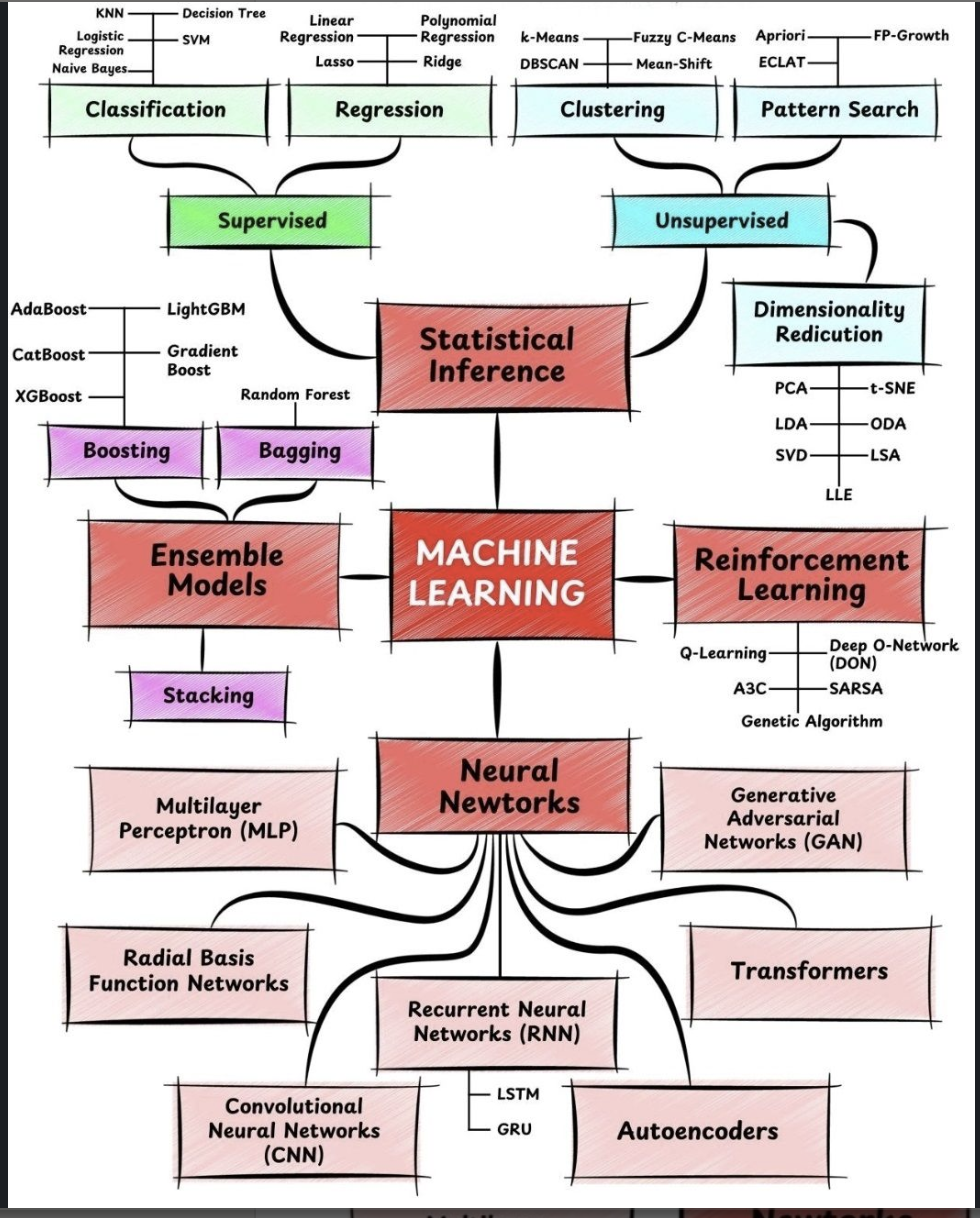 KNN
Decision Tree
Logistic
Regression
SVM
Naive Bayes
Classification
Linear
Regression
Polynomial
Regression
Lasso
Ridge
Regression
k-Means
Fuzzy C-Means
DBSCAN
Mean-Shift
Clustering
Apriori
FP-Growth
ECLAT
Pattern Search
Supervised
Unsupervised
Statistical
Inference
Dimensionality
Redicution
PCA
t-SNE
LDA
ODA
SVD
LSA
LLE
AdaBoost
LightGBM
CatBoost
Gradient
Boost
XGBoost
Random Forest
Boosting
Bagging
Ensemble
Models
MACHINE
LEARNING
Reinforcement
Learning
Q-Learning
Deep O-Network
(DON)
A3C
SARSA
Genetic Algorithm
Stacking
Neural
Newtorks
Multilayer
Perceptron (MLP)
Generative
Adversarial
Networks (GAN)
Radial Basis
Function Networks
Transformers
Recurrent Neural
Networks (RNN)
LSTM
GRU
Convolutional
Neural Networks
(CNN)
Autoencoders